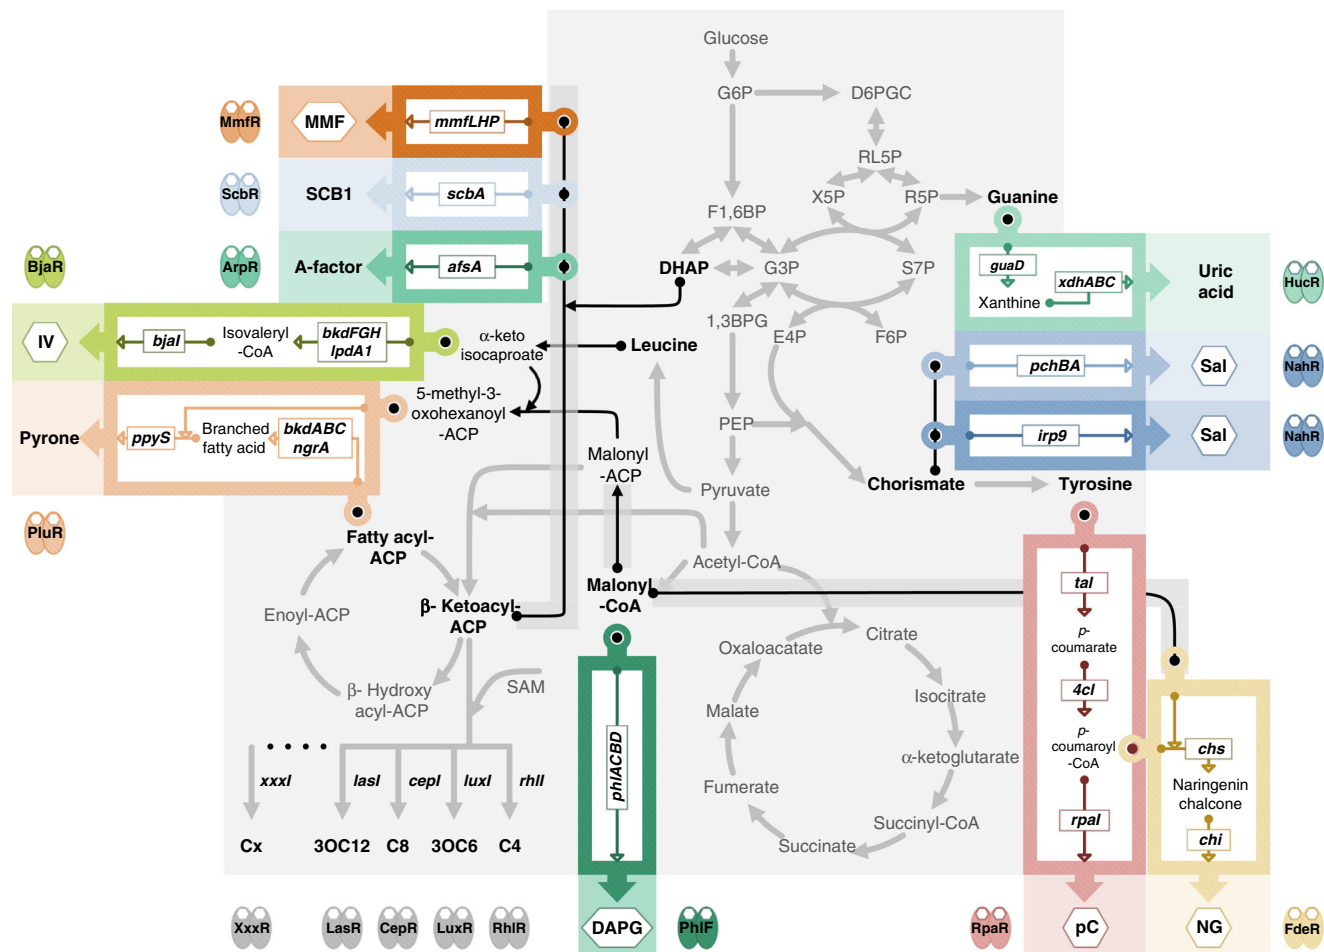 Glucose
G6P
D6PGC
RL5P
X5P
R5P
Guanine
F1,6BP
DHAP
G3P
S7P
1,3BPG
E4P
F6P
MmfR
MMF
mmfLHP
ScbR
SCB1
scbA
ArpR
A-factor
afsA
BjaR
IV
bjaI
Isovaleryl
-CoA
bkdFGH
lpdA1
α-keto
isocaproate
Leucine
5-methyl-3-
oxohexanoyl
-ACP
Pyrone
ppyS
Branched
fatty acid
bkdABC
ngrA
PluR
guaD
Xanthine
xdhABC
Uric
acid
HucR
pchBA
Sal
NahR
irp9
Sal
NahR
PEP
Malonyl
-ACP
Pyruvate
Chorismate
Tyrosine
Fatty acyl-
ACP
Acetyl-CoA
Malonyl
-CoA
Enoyl-ACP
β- Ketoacyl-
ACP
β- Hydroxy
acyl-ACP
SAM
Oxaloacatate
Citrate
Isocitrate
α-ketoglutarate
Succinyl-CoA
Succinate
Fumerate
Malate
tal
p-
coumarate
4cl
p-
coumaroyl
-CoA
rpaI
chs
Naringenin
chalcone
chi
phlACBD
xxxI
lasI
cepI
luxI
rhlI
Cx
3OC12
C8
3OC6
C4
XxxR
LasR
CepR
LuxR
RhlR
DAPG
PhlF
RpaR
pC
NG
FdeR